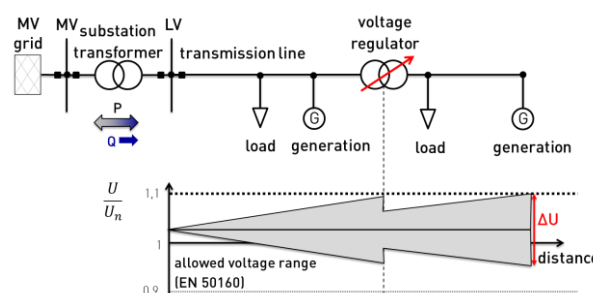 MV
grid
MV
substation
transformer
LV
transmission line
voltage
regulator
P
Q
load
G
generation
load
G
generation
U
U_n
1,1
1
0,9
ΔU
distance
allowed voltage range
(EN 50160)